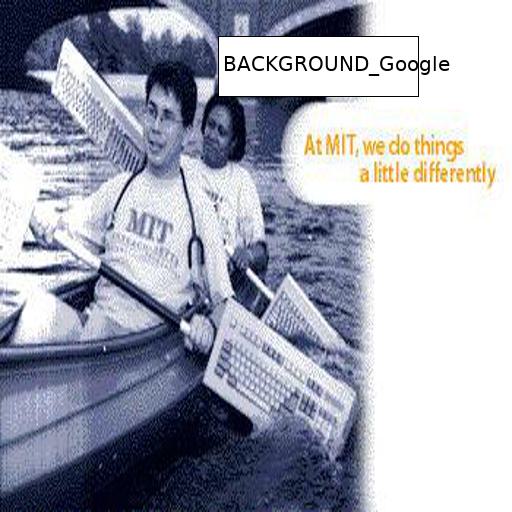 BACKGROUND_Google
At MIT, we do things
a little differently
MIT